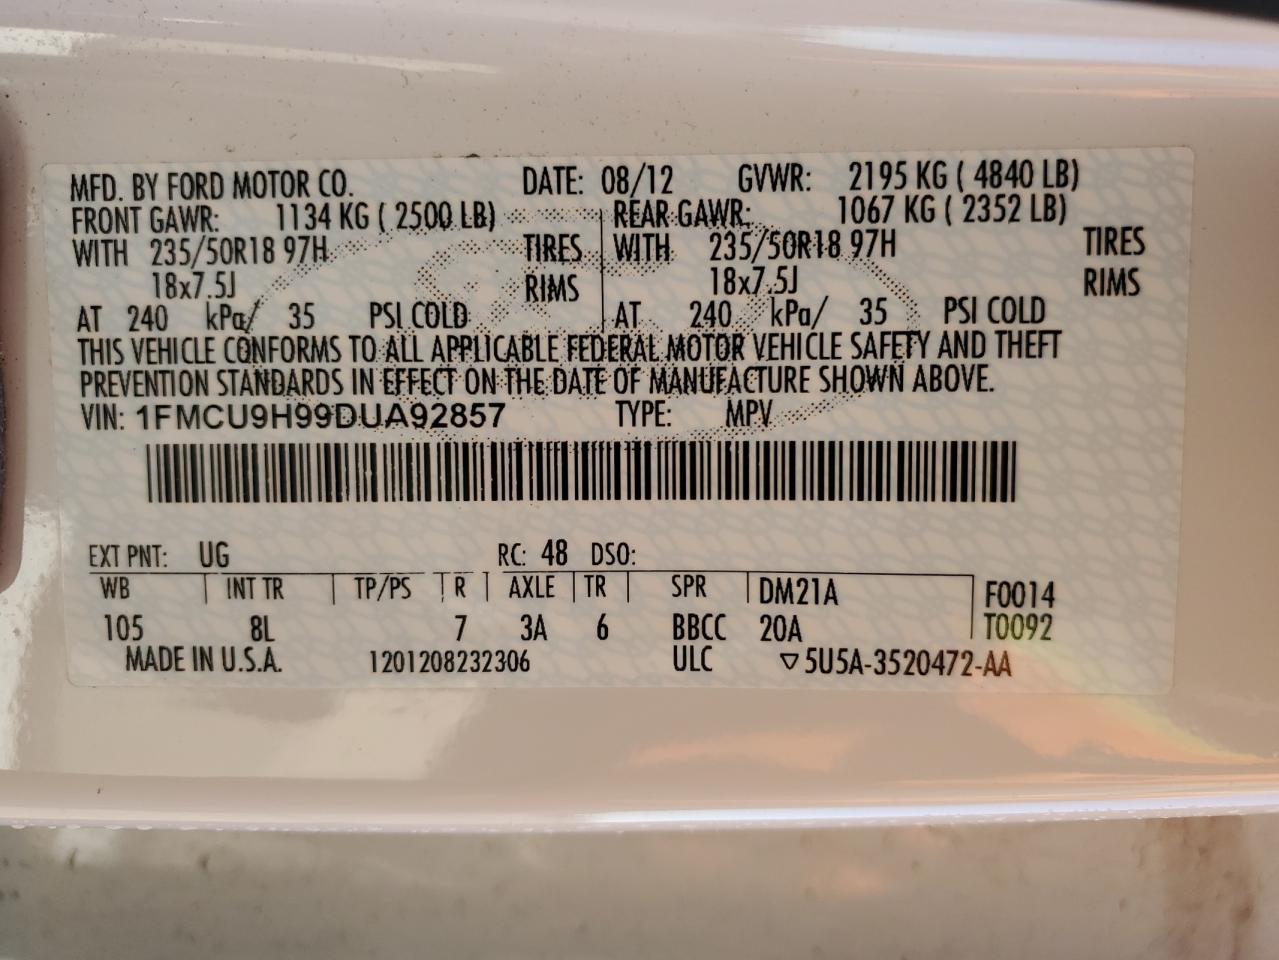 MFD. BY FORD MOTOR CO. DATE: 08/12 GVWR: 2195 KG ( 4840 LB)
FRONT GAWR: 1134 KG ( 2500 LB) REAR GAWR: 1067 KG ( 2352 LB)
WITH 235/50R18 97H TIRES WITH 235/50R18 97H TIRES
18x7.5J RIMS 18x7.5J RIMS
AT 240 kPa/ 35 PSI COLD AT 240 kPa/ 35 PSI COLD
THIS VEHICLE CONFORMS TO ALL APPLICABLE FEDERAL MOTOR VEHICLE SAFETY AND THEFT
PREVENTION STANDARDS IN EFFECT ON THE DATE OF MANUFACTURE SHOWN ABOVE.
VIN: 1FMCU9H99DUA92857 TYPE: MPV
EXT PNT: UG RC: 48 DSO:
WB INT TR TP/PS R AXLE TR SPR DM21A F0014
105 8L 7 3A 6 BBCC 20A T0092
MADE IN U.S.A. 1201208232306 ULC ▽5U5A-3520472-AA